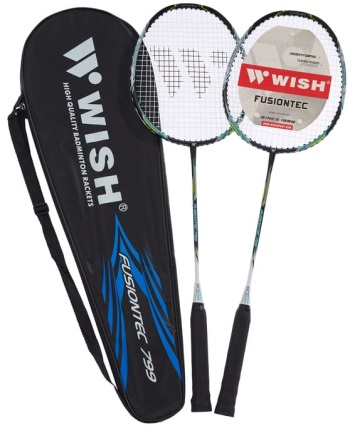 WISH®
HIGH QUALITY BADMINTON RACKETS
FUSIONTEC 799
WISH
FUSIONTEC